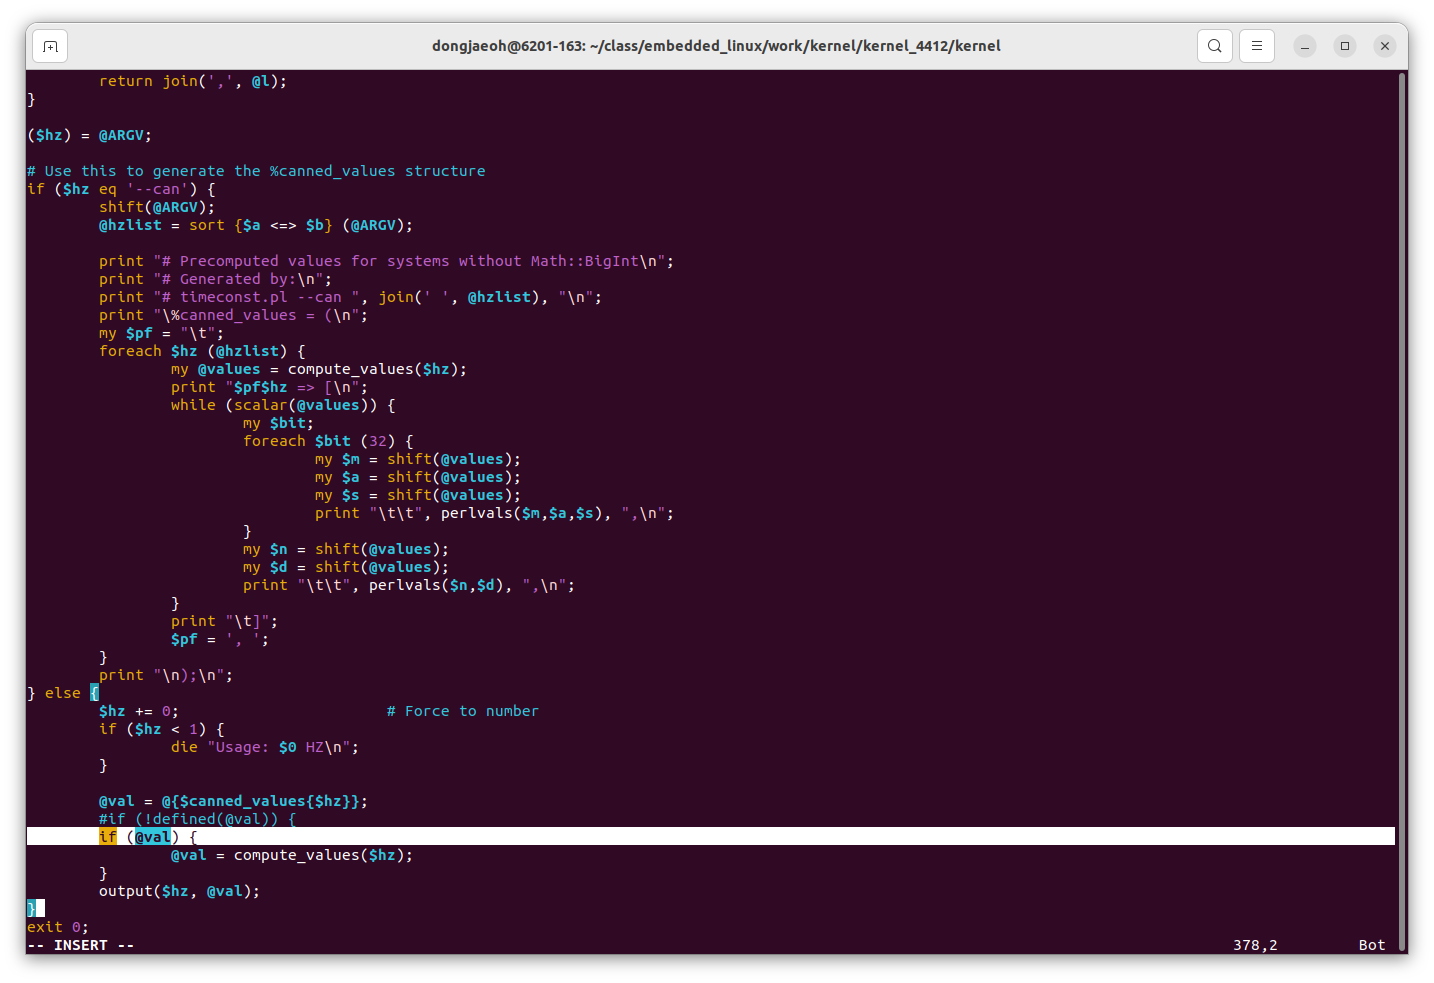 dongjaeoh@6201-163: ~/class/embedded_linux/work/kernel/kernel_4412/kernel
        return join(',', @l);
}

($hz) = @ARGV;

# Use this to generate the %canned_values structure
if ($hz eq '--can') {
        shift(@ARGV);
        @hzlist = sort {$a <=> $b} (@ARGV);

        print "# Precomputed values for systems without Math::BigInt\n";
        print "# Generated by:\n";
        print "# timeconst.pl --can ", join(' ', @hzlist), "\n";
        print "\%canned_values = (\n";
        my $pf = "\t";
        foreach $hz (@hzlist) {
                my @values = compute_values($hz);
                print "$pf$hz => [\n";
                while (scalar(@values)) {
                        my $bit;
                        foreach $bit (32) {
                                my $m = shift(@values);
                                my $a = shift(@values);
                                my $s = shift(@values);
                                print "\t\t", perlvals($m,$a,$s), ",\n";
                        }
                        my $n = shift(@values);
                        my $d = shift(@values);
                        print "\t\t", perlvals($n,$d), ",\n";
                }
                print "\t]";
                $pf = ', ';
        }
        print "\n);\n";
} else {
        $hz += 0;                       # Force to number
        if ($hz < 1) {
                die "Usage: $0 HZ\n";
        }

        @val = @{$canned_values{$hz}};
        #if (!defined(@val)) {
        if (@val) {
                @val = compute_values($hz);
        }
        output($hz, @val);
}
exit 0;
-- INSERT --                                                    378,2         Bot